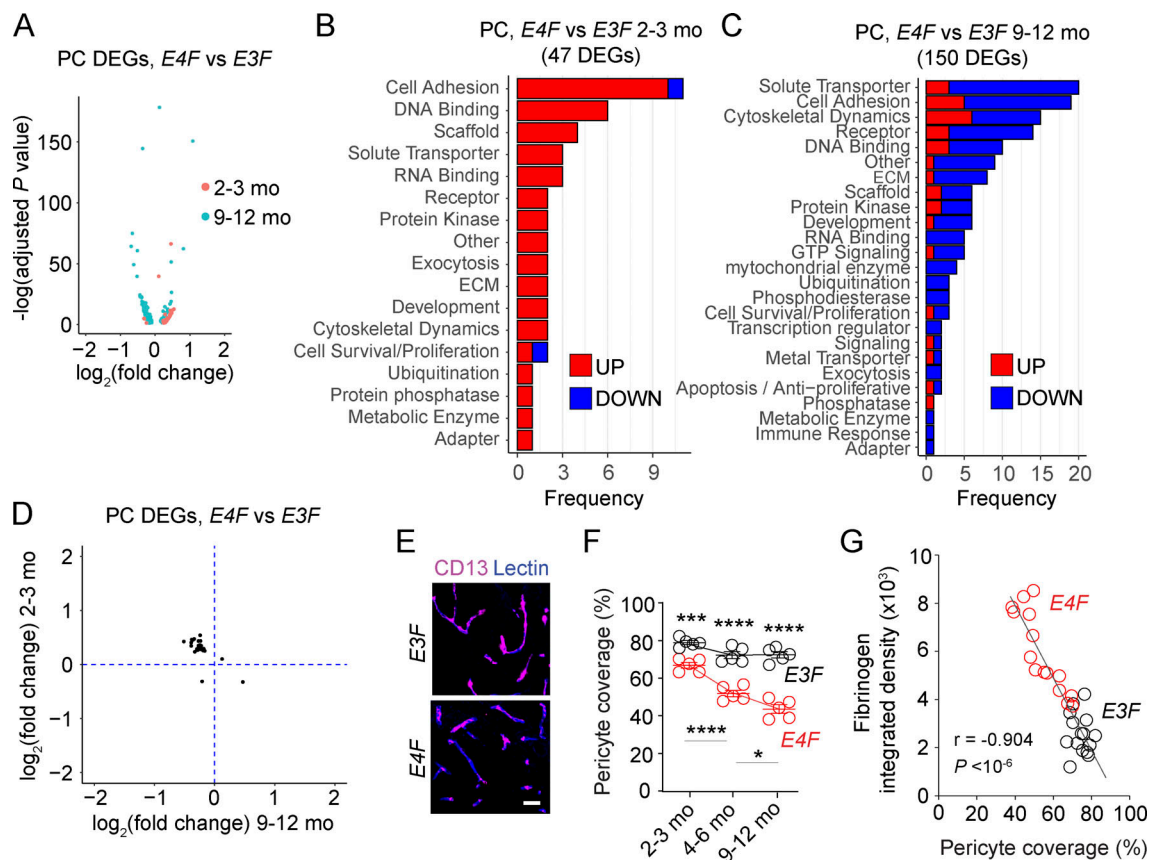 A
PC DEGs, E4F vs E3F
-log(adjusted P value)
150
100
50
0
2-3 mo
9-12 mo
−2 −1 0 1 2
log2(fold change)
B
PC, E4F vs E3F 2-3 mo
(47 DEGs)
Cell Adhesion
DNA Binding
Scaffold
Solute Transporter
RNA Binding
Receptor
Protein Kinase
Other
Exocytosis
ECM
Development
Cytoskeletal Dynamics
Cell Survival/Proliferation
Ubiquitination
Protein phosphatase
Metabolic Enzyme
Adapter
UP
DOWN
0 3 6 9
Frequency
C
PC, E4F vs E3F 9-12 mo
(150 DEGs)
Solute Transporter
Cell Adhesion
Cytoskeletal Dynamics
Receptor
DNA Binding
Other
ECM
Scaffold
Protein Kinase
Development
RNA Binding
GTP Signaling
mytochondrial enzyme
Ubiquitination
Phosphodiesterase
Cell Survival/Proliferation
Transcription regulator
Signaling
Metal Transporter
Exocytosis
Apoptosis / Anti−proliferative
Phosphatase
Metabolic Enzyme
Immune Response
Adapter
UP
DOWN
0 5 10 15 20
Frequency
D
PC DEGs, E4F vs E3F
log2(fold change) 2-3 mo
2
1
0
−1
−2
−2 −1 0 1 2
log2(fold change) 9-12 mo
E
CD13 Lectin
E3F
E4F
F
Pericyte coverage (%)
100
80
60
40
20
0
*** **** ****
E3F
E4F
****
*
2-3 mo
4-6 mo
9-12 mo
G
Fibrinogen
integrated density (x10³)
10
8
6
4
2
0
E4F
E3F
r = -0.904
P <10⁻⁶
0 20 40 60 80 100
Pericyte coverage (%)